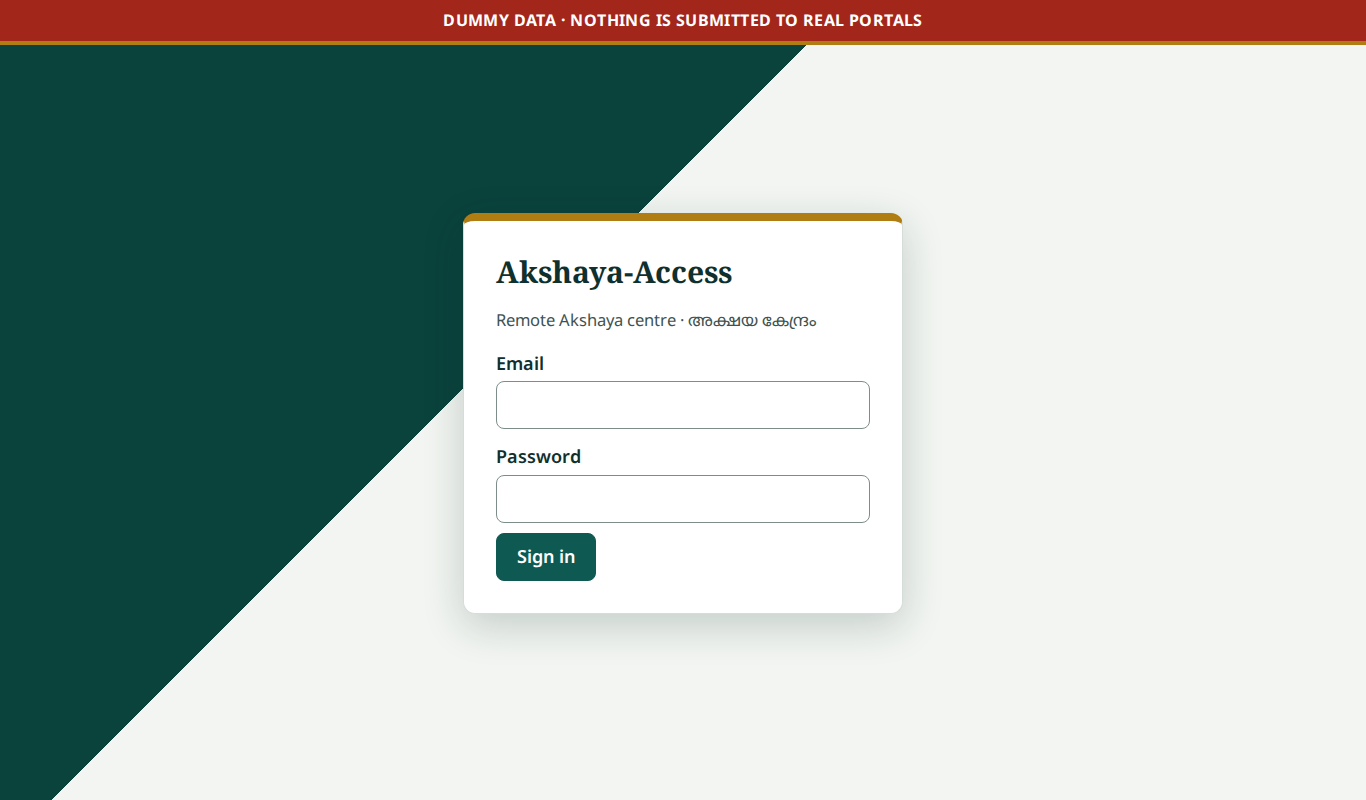 DUMMY DATA · NOTHING IS SUBMITTED TO REAL PORTALS
Akshaya-Access
Remote Akshaya centre · അക്ഷയ കേന്ദ്രം
Email
Password
Sign in